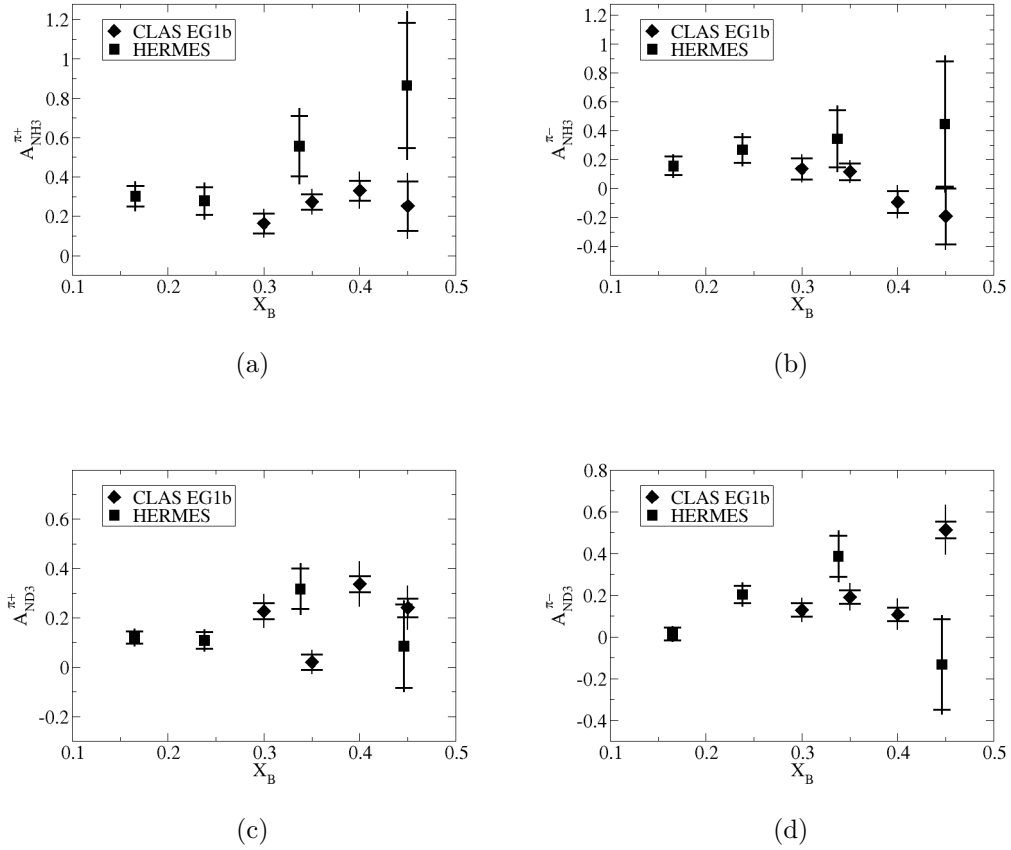 1.2
1
0.8
0.6
0.4
0.2
0
0.1 0.2 0.3 0.4 0.5
CLAS EG1b
HERMES
A^{π+}_{NH3}
X_B
(a)
1.2
1
0.8
0.6
0.4
0.2
0
-0.2
-0.4
0.1 0.2 0.3 0.4 0.5
CLAS EG1b
HERMES
A^{π−}_{NH3}
X_B
(b)
0.6
0.4
0.2
0
-0.2
0.1 0.2 0.3 0.4 0.5
CLAS EG1b
HERMES
A^{π+}_{ND3}
X_B
(c)
0.8
0.6
0.4
0.2
0
-0.2
-0.4
0.1 0.2 0.3 0.4 0.5
CLAS EG1b
HERMES
A^{π−}_{ND3}
X_B
(d)